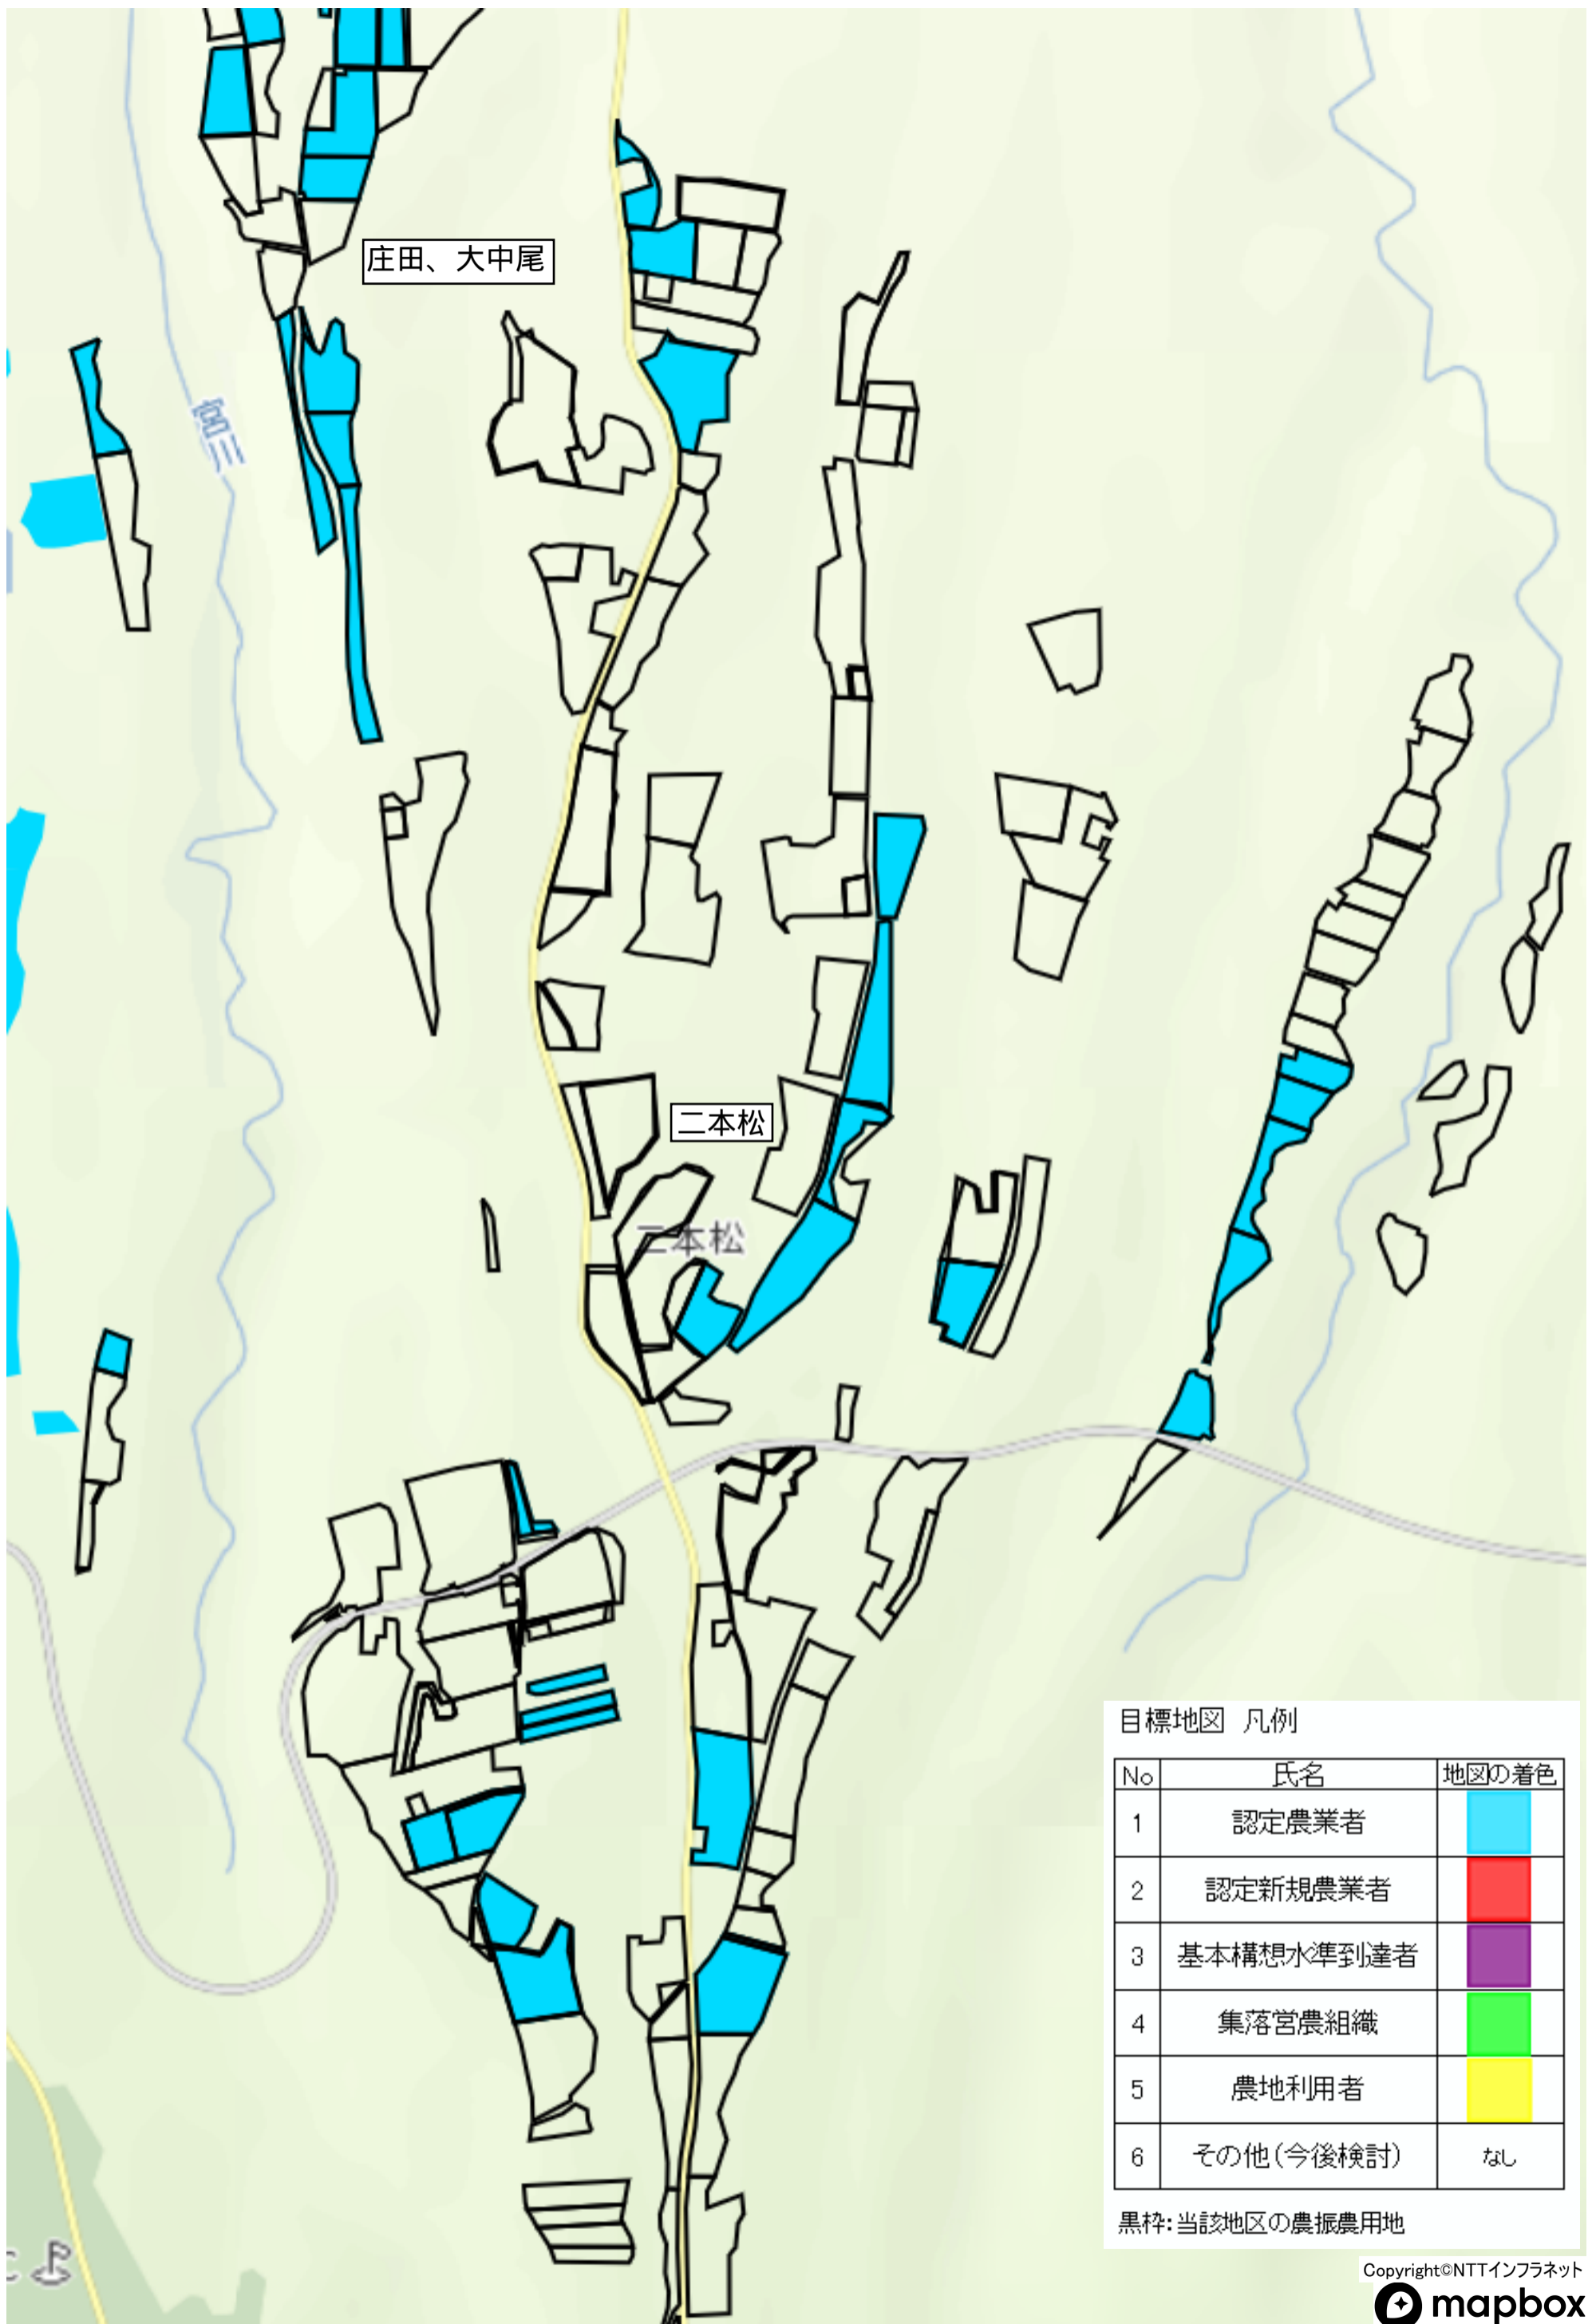 庄田、大中尾
宮川
二本松
二本松
目標地図 凡例
No 氏名 地図の着色
1 認定農業者
2 認定新規農業者
3 基本構想水準到達者
4 集落営農組織
5 農地利用者
6 その他(今後検討) なし
黒枠:当該地区の農振農用地
Copyright©NTTインフラネット
mapbox